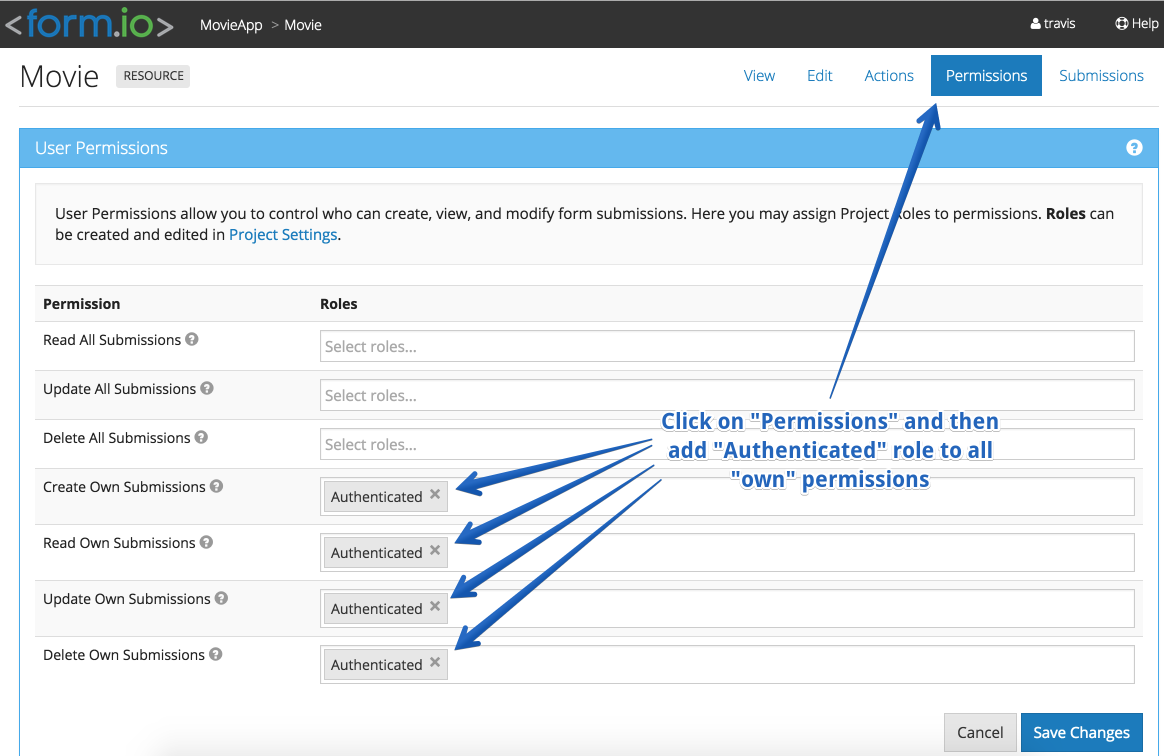 <form.io> MovieApp > Movie travis Help
Movie RESOURCE View Edit Actions Permissions Submissions
User Permissions ?
User Permissions allow you to control who can create, view, and modify form submissions. Here you may assign Project Roles to permissions. Roles can
be created and edited in Project Settings.
Permission Roles
Read All Submissions ? Select roles...
Update All Submissions ? Select roles...
Delete All Submissions ? Select roles...
Click on "Permissions" and then
add "Authenticated" role to all
"own" permissions
Create Own Submissions ? Authenticated ×
Read Own Submissions ? Authenticated ×
Update Own Submissions ? Authenticated ×
Delete Own Submissions ? Authenticated ×
Cancel Save Changes